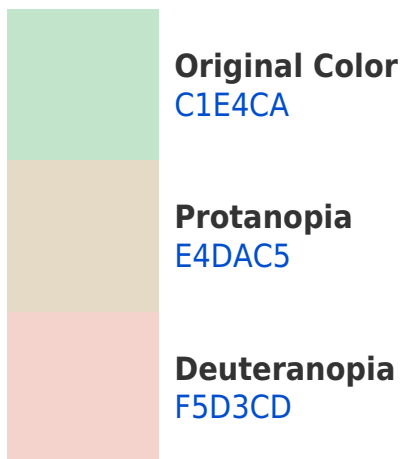 Original Color
C1E4CA
Protanopia
E4DAC5
Deuteranopia
F5D3CD